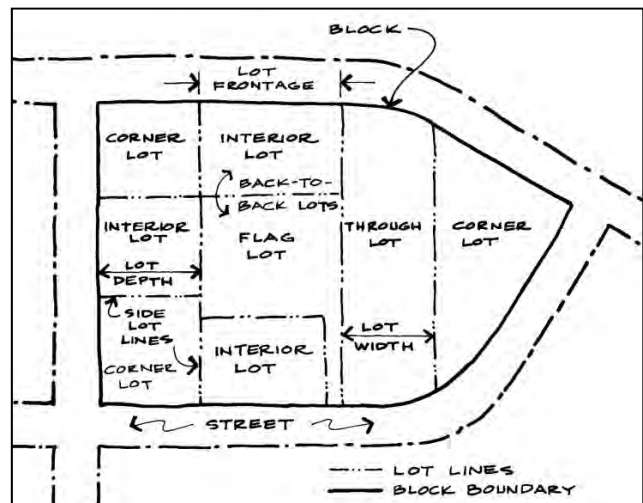 BLOCK
LOT
FRONTAGE
CORNER
LOT
INTERIOR
LOT
BACK-TO-
BACK LOTS
INTERIOR
LOT
FLAG
LOT
THROUGH
LOT
CORNER
LOT
LOT
DEPTH
SIDE
LOT
LINES
CORNER
LOT
INTERIOR
LOT
LOT
WIDTH
STREET
LOT LINES
BLOCK BOUNDARY